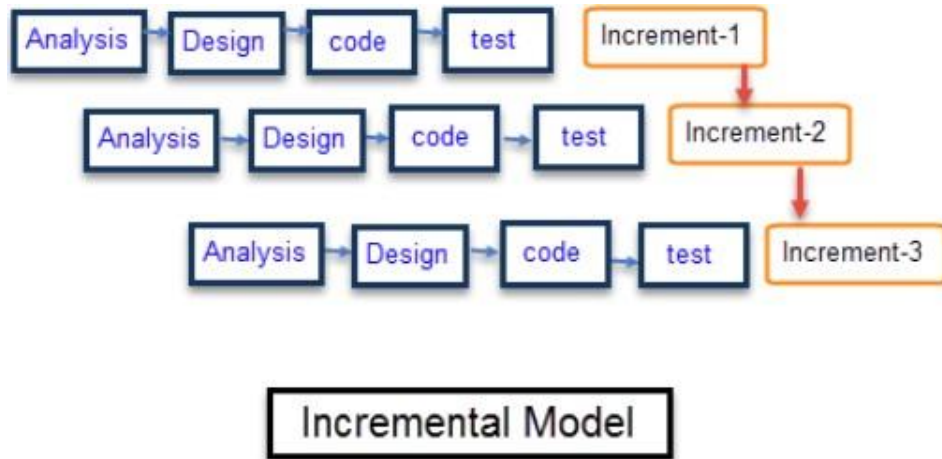 Analysis Design code test Increment-1
Analysis Design code test Increment-2
Analysis Design code test Increment-3
Incremental Model